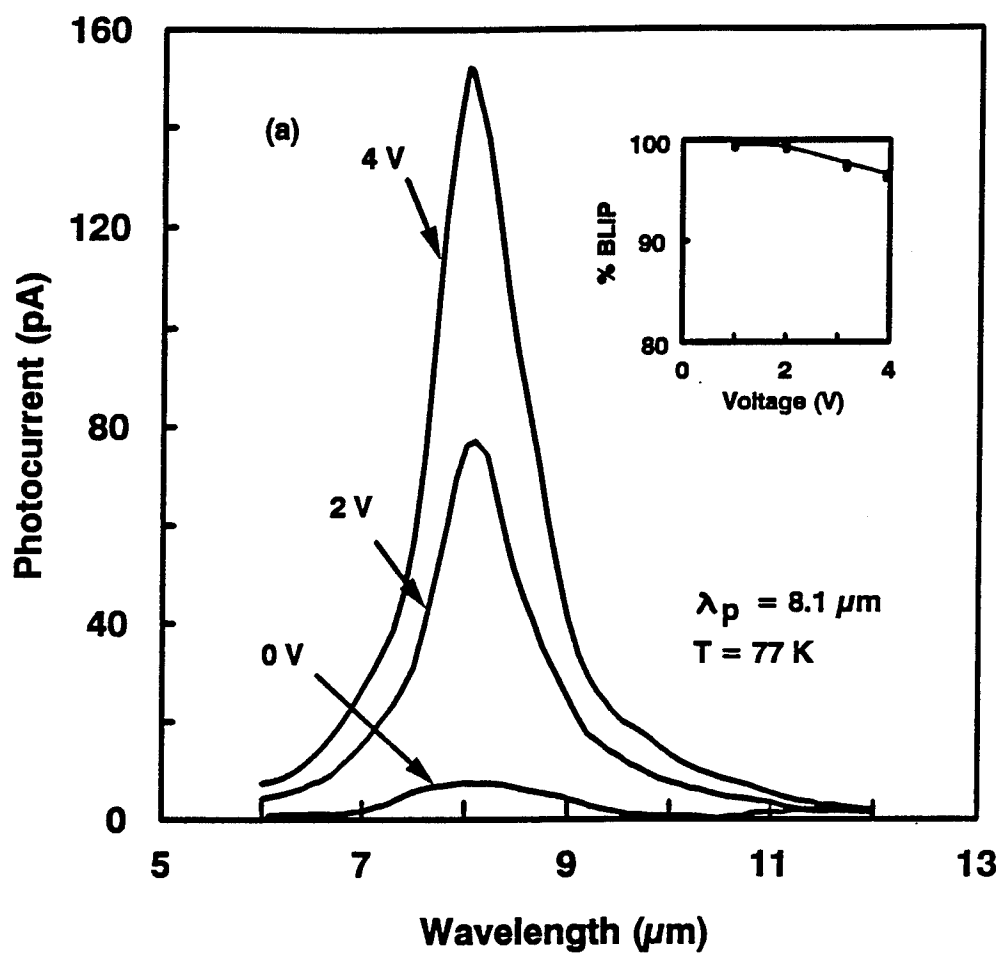 160
(a)
4 V
120
Photocurrent (pA)
80
2 V
40
0 V
0
5
7
9
11
13
Wavelength (µm)
100
% BLIP
90
80
0
2
4
Voltage (V)
λp = 8.1 µm
T = 77 K